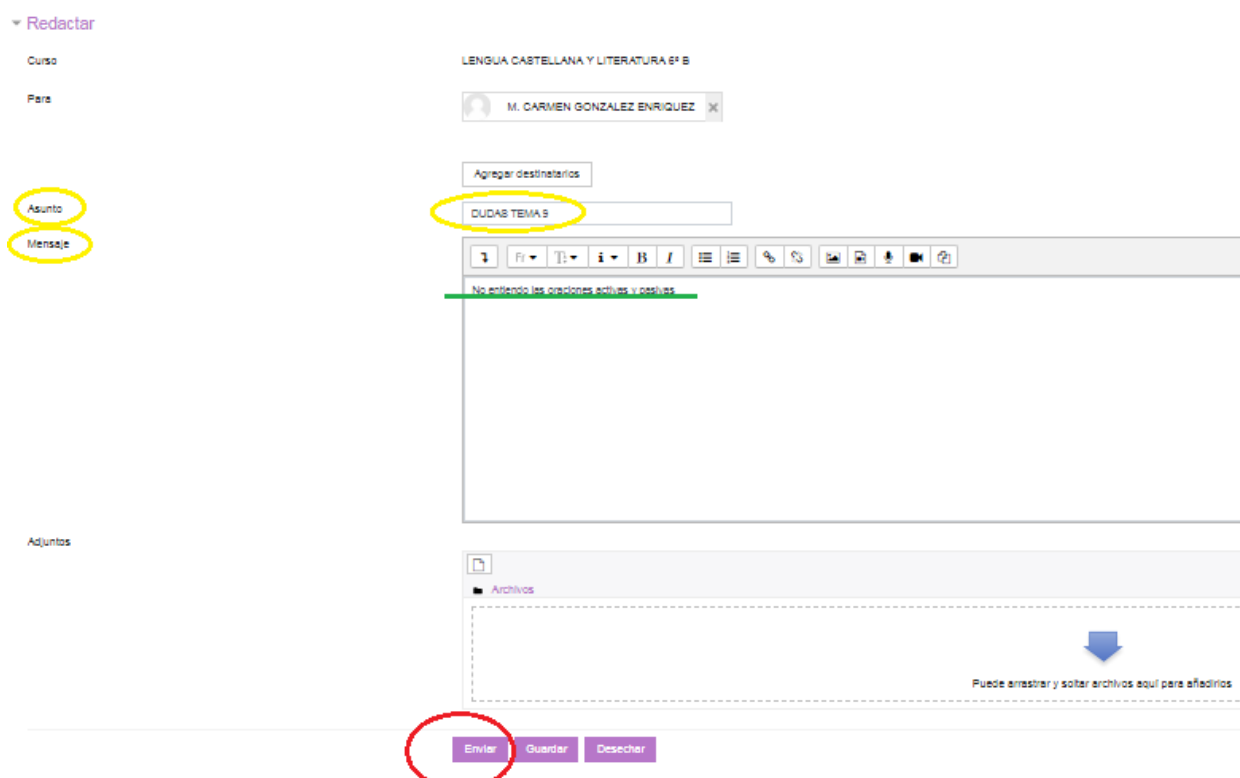 Redactar
Curso
LENGUA CASTELLANA Y LITERATURA 6º B
Para
M. CARMEN GONZALEZ ENRIQUEZ
Agregar destinatarios
Asunto
DUDAS TEMA 9
Mensaje
No entiendo las oraciones activas y pasivas
Adjuntos
Archivos
Puede arrastrar y soltar archivos aquí para añadirlos
Enviar Guardar Desechar